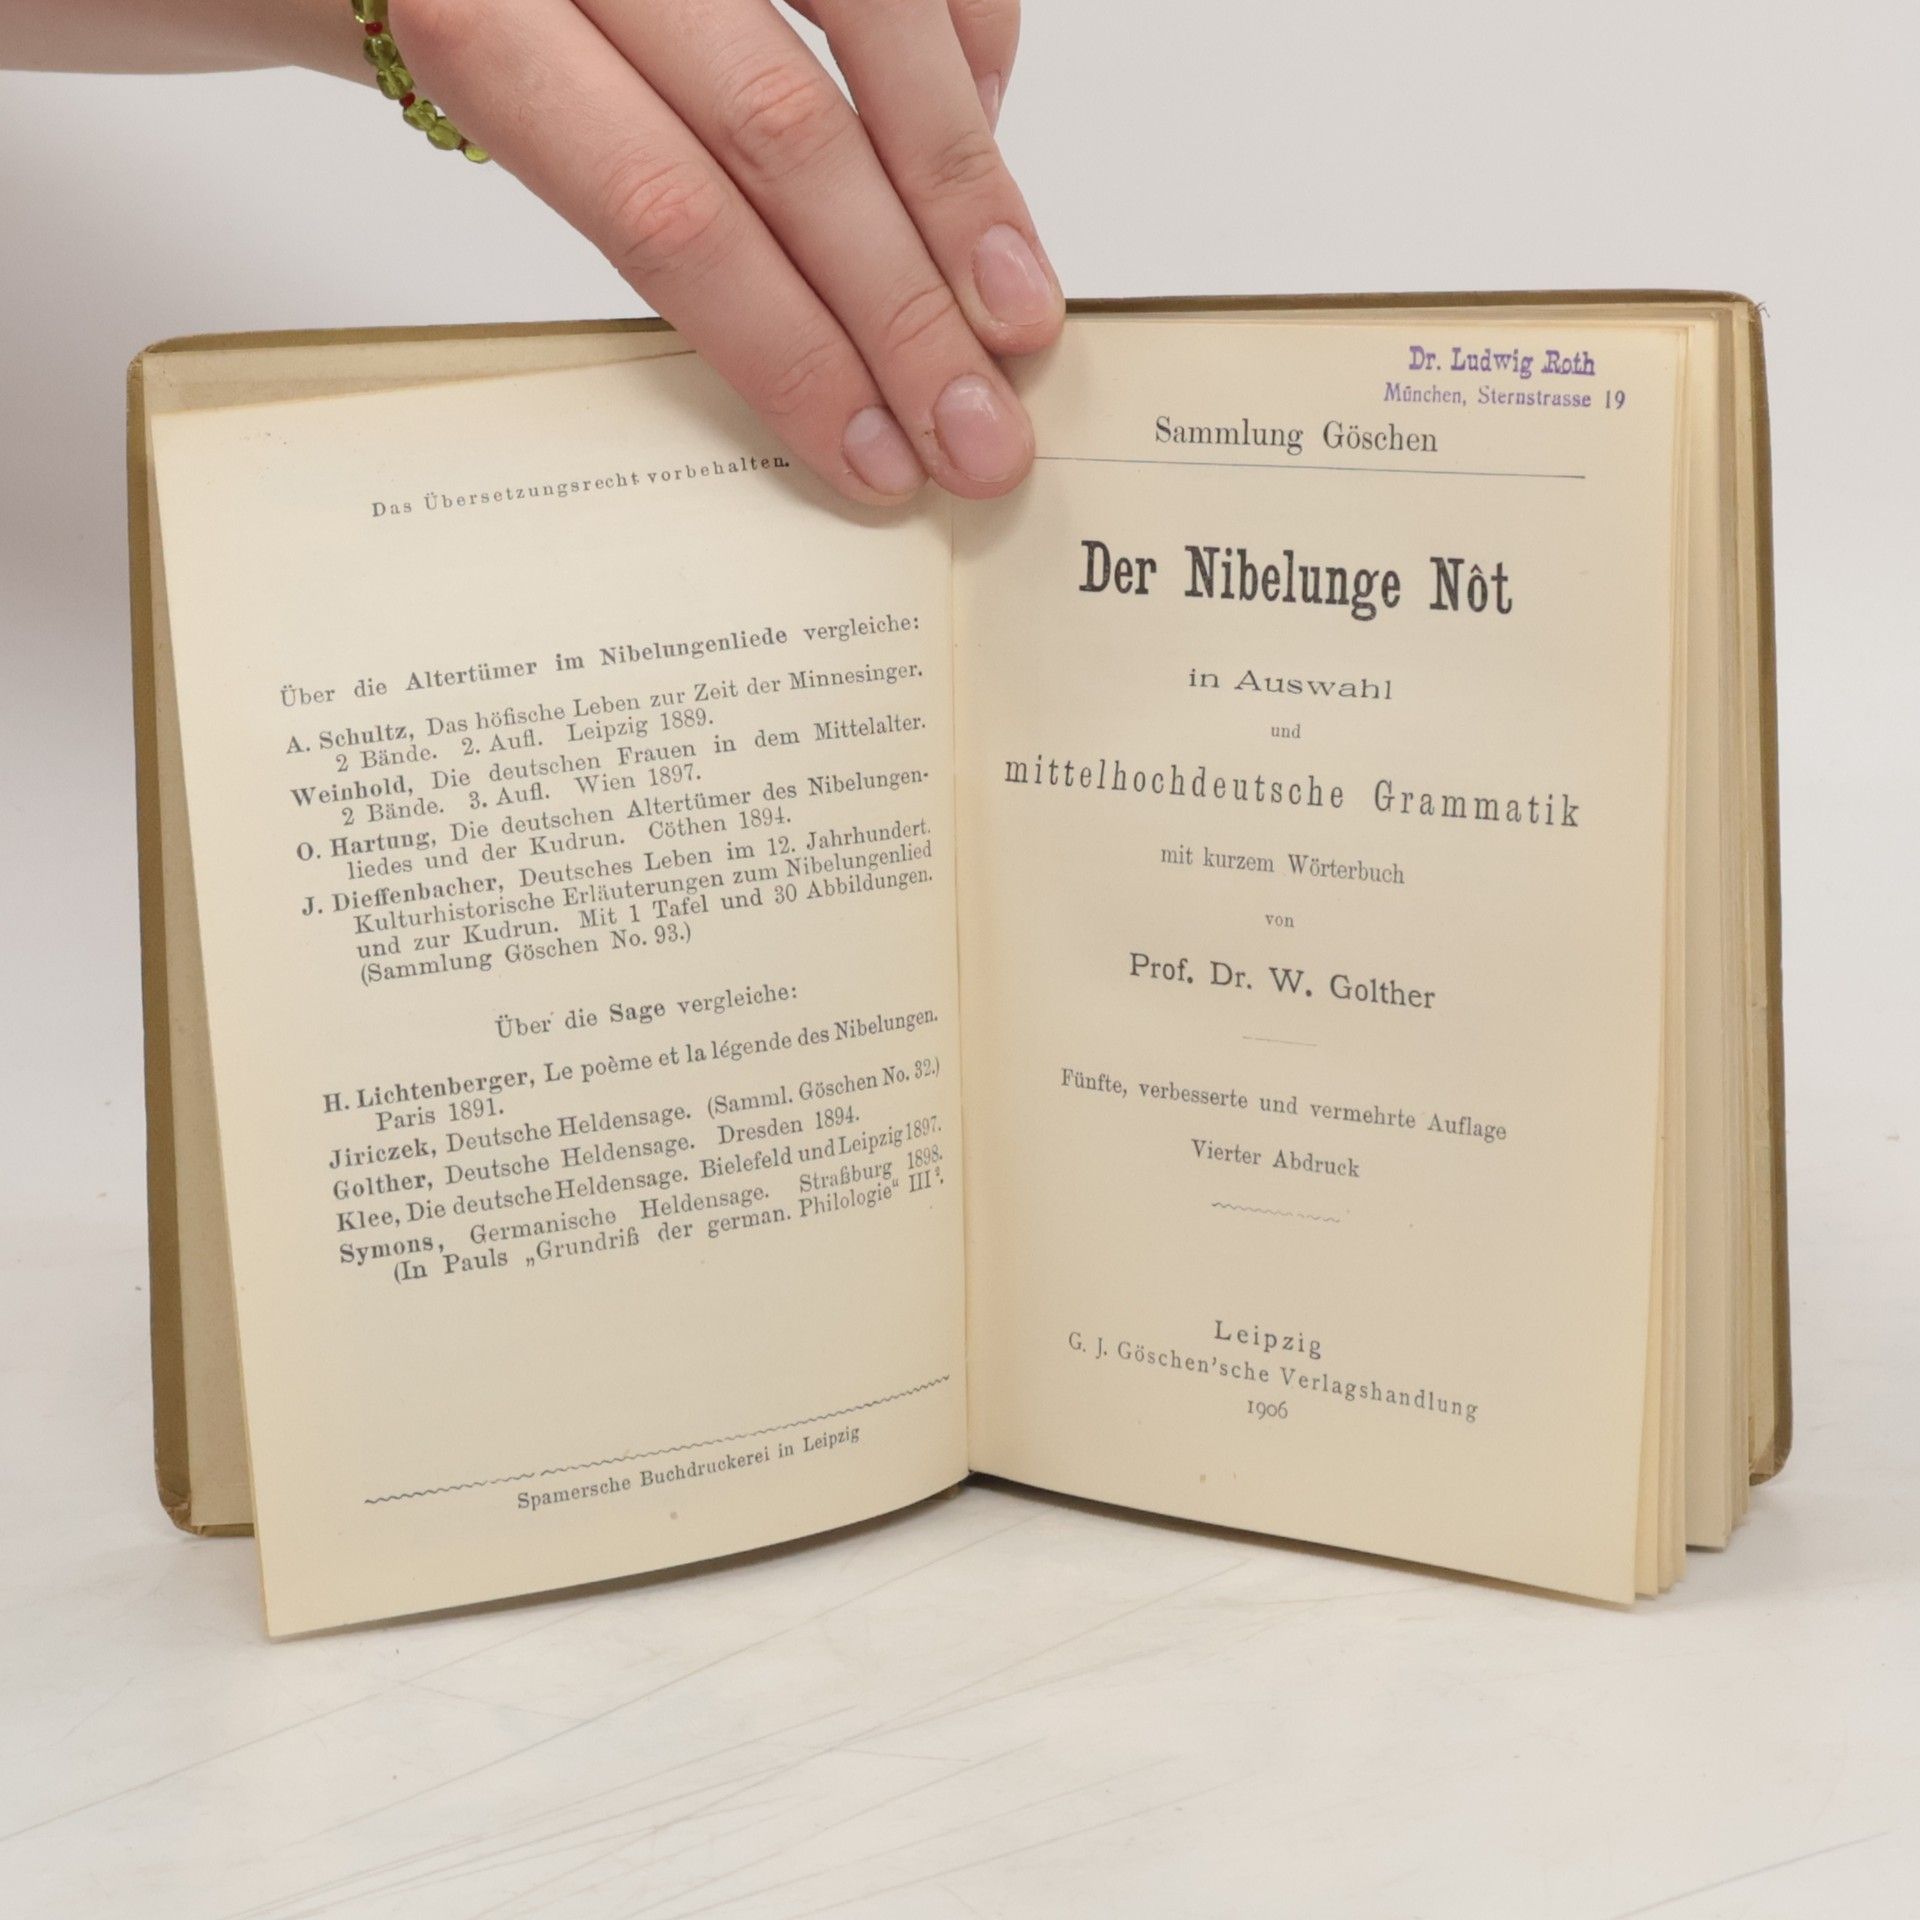 Das Übersetzungsrecht vorbehalten.
Über die Altertümer im Nibelungenliede vergleiche:
A. Schultz, Das höfische Leben zur Zeit der Minnesinger.
2 Bände. 2. Aufl. Leipzig 1889.
Weinhold, Die deutschen Frauen in dem Mittelalter.
2 Bände. 3. Aufl. Wien 1897.
O. Hartung, Die deutschen Altertümer des Nibelungen-
liedes und der Kudrun. Cöthen 1894.
J. Dieffenbacher, Deutsches Leben im 12. Jahrhundert.
Kulturhistorische Erläuterungen zum Nibelungenlied
und zur Kudrun. Mit 1 Tafel und 30 Abbildungen.
(Sammlung Göschen No. 93.)
Über die Sage vergleiche:
H. Lichtenberger, Le poème et la légende des Nibelungen.
Paris 1891.
Jiriczek, Deutsche Heldensage. (Samml. Göschen No. 32.)
Golther, Deutsche Heldensage. Dresden 1894.
Klee, Die deutsche Heldensage. Bielefeld und Leipzig 1897.
Symons, Germanische Heldensage. Straßburg 1898.
(In Pauls „Grundriß der german. Philologie“ III².
Spamersche Buchdruckerei in Leipzig
Dr. Ludwig Roth
München, Sternstrasse 19
Sammlung Göschen
Der Nibelunge Nôt
in Auswahl
und
mittelhochdeutsche Grammatik
mit kurzem Wörterbuch
von
Prof. Dr. W. Golther
Fünfte, verbesserte und vermehrte Auflage
Vierter Abdruck
Leipzig
G. J. Göschen'sche Verlagshandlung
1906